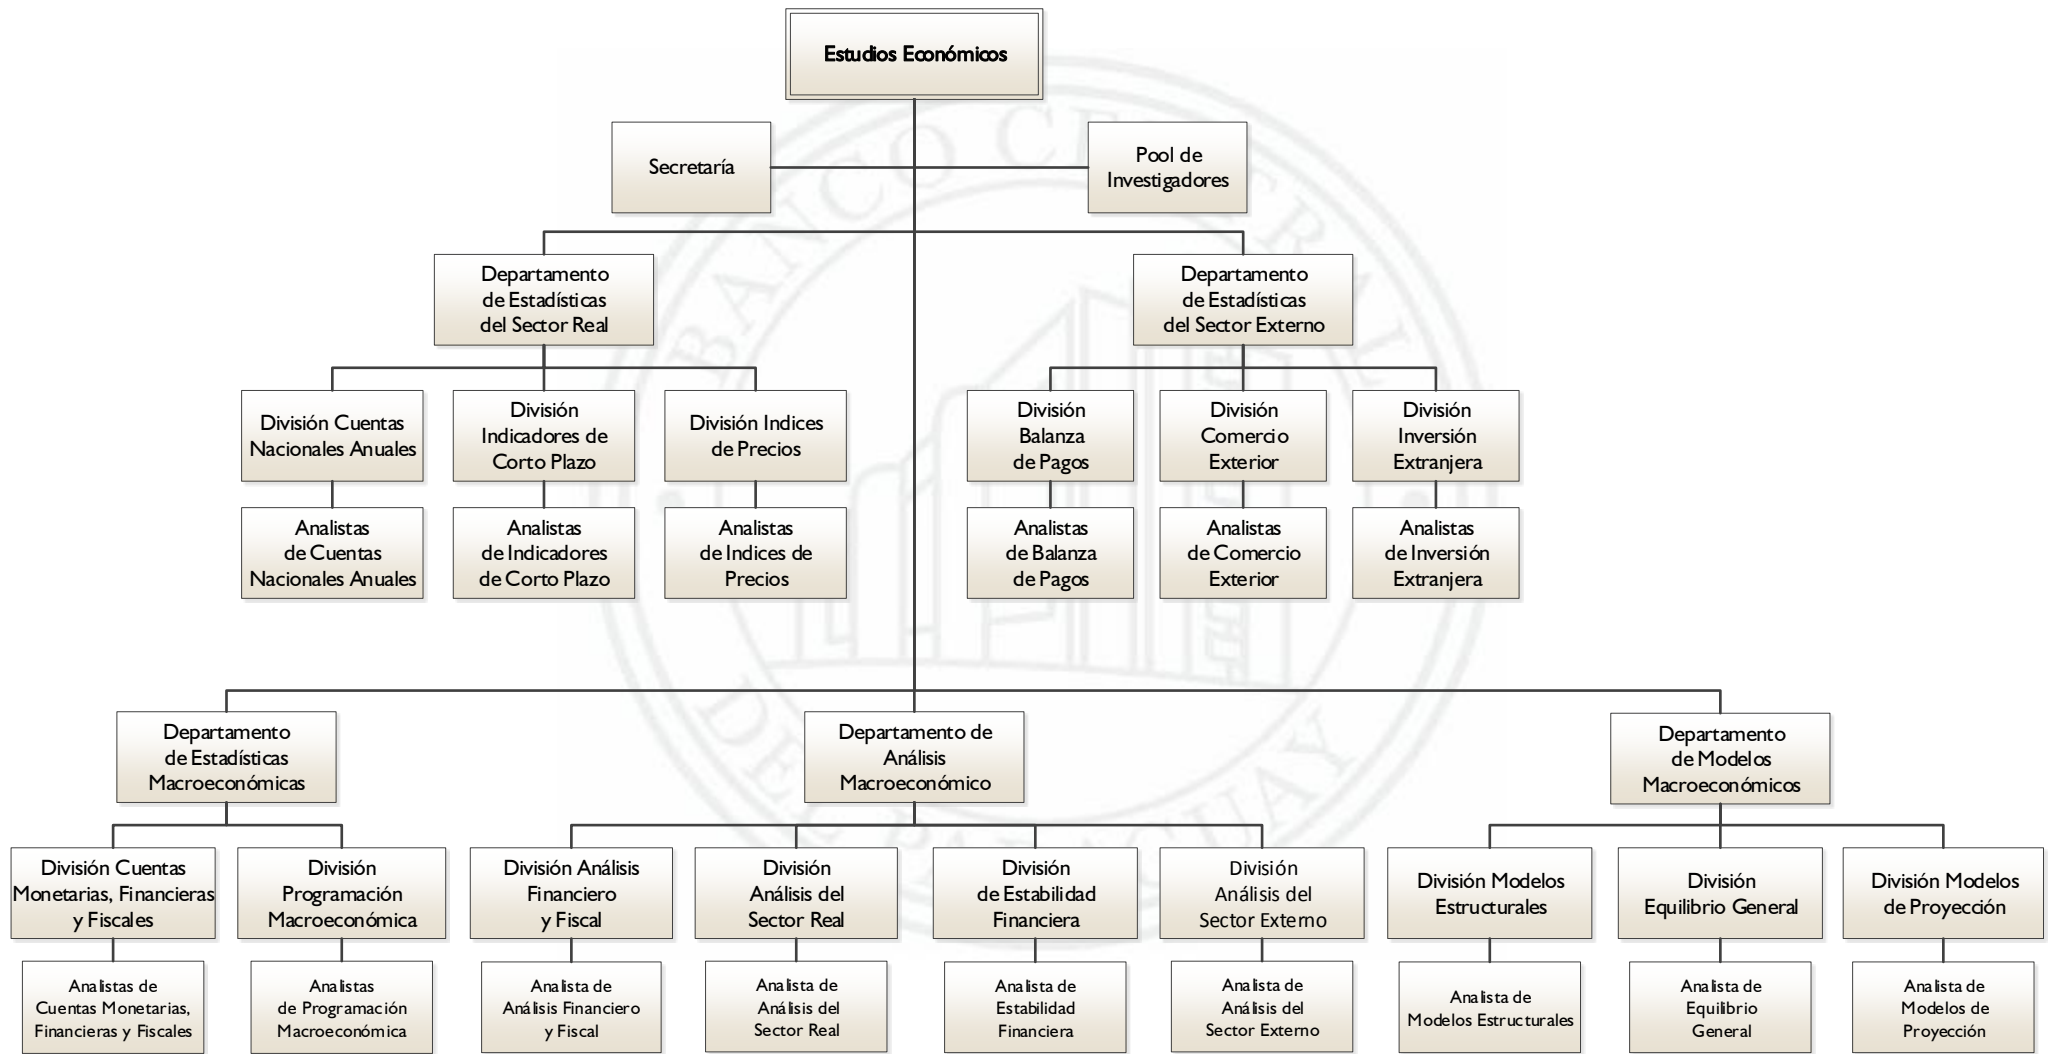 Estudios Económicos
Secretaría
Pool de
Investigadores
Departamento
de Estadísticas
del Sector Real
Departamento
de Estadísticas
del Sector Externo
División Cuentas
Nacionales Anuales
División
Indicadores de
Corto Plazo
División Indices
de Precios
División
Balanza
de Pagos
División
Comercio
Exterior
División
Inversión
Extranjera
Analistas
de Cuentas
Nacionales Anuales
Analistas
de Indicadores
de Corto Plazo
Analistas
de Indices de
Precios
Analistas
de Balanza
de Pagos
Analistas
de Comercio
Exterior
Analistas
de Inversión
Extranjera
Departamento
de Estadísticas
Macroeconómicas
Departamento de
Análisis
Macroeconómico
Departamento
de Modelos
Macroeconómicos
División Cuentas
Monetarias, Financieras
y Fiscales
División
Programación
Macroeconómica
División Análisis
Financiero
y Fiscal
División
Análisis del
Sector Real
División
de Estabilidad
Financiera
División
Análisis del
Sector Externo
División Modelos
Estructurales
División
Equilibrio General
División Modelos
de Proyección
Analistas de
Cuentas Monetarias,
Financieras y Fiscales
Analistas
de Programación
Macroeconómica
Analista de
Análisis Financiero
y Fiscal
Analista de
Análisis del
Sector Real
Analista de
Estabilidad
Financiera
Analista de
Análisis del
Sector Externo
Analista de
Modelos Estructurales
Analista de
Equilibrio
General
Analista de
Modelos de
Proyección
BANCO CENTRAL
DEL PARAGUAY